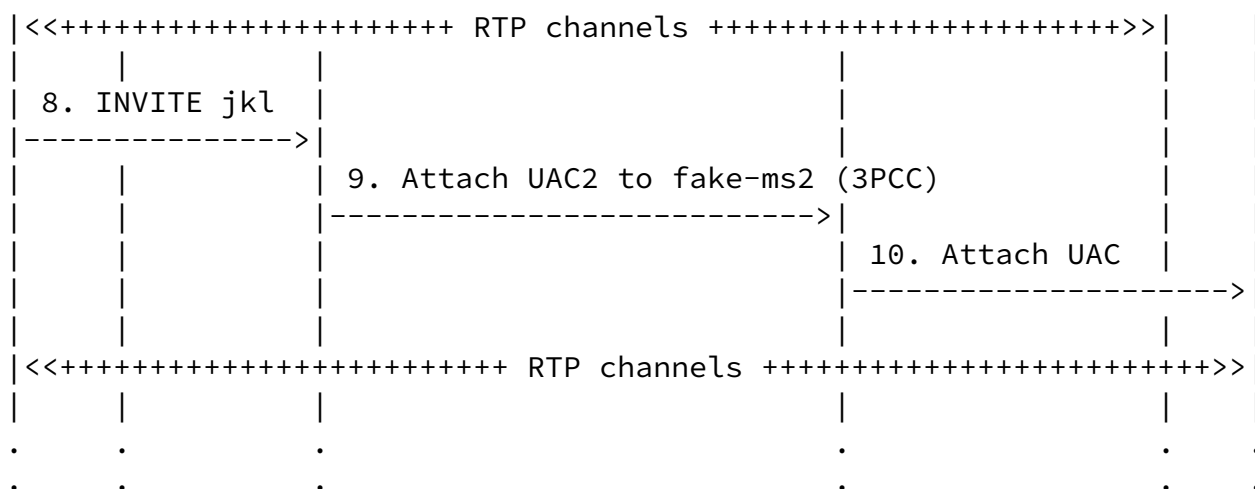 |<<++++++++++++++++++++++ RTP channels +++++++++++++++++++++++>>|
8. INVITE jkl
|--------------->|
9. Attach UAC2 to fake-ms2 (3PCC)
|--------------------------->|
10. Attach UAC
|--------------------->
|<<+++++++++++++++++++++++++ RTP channels +++++++++++++++++++++++++>>|